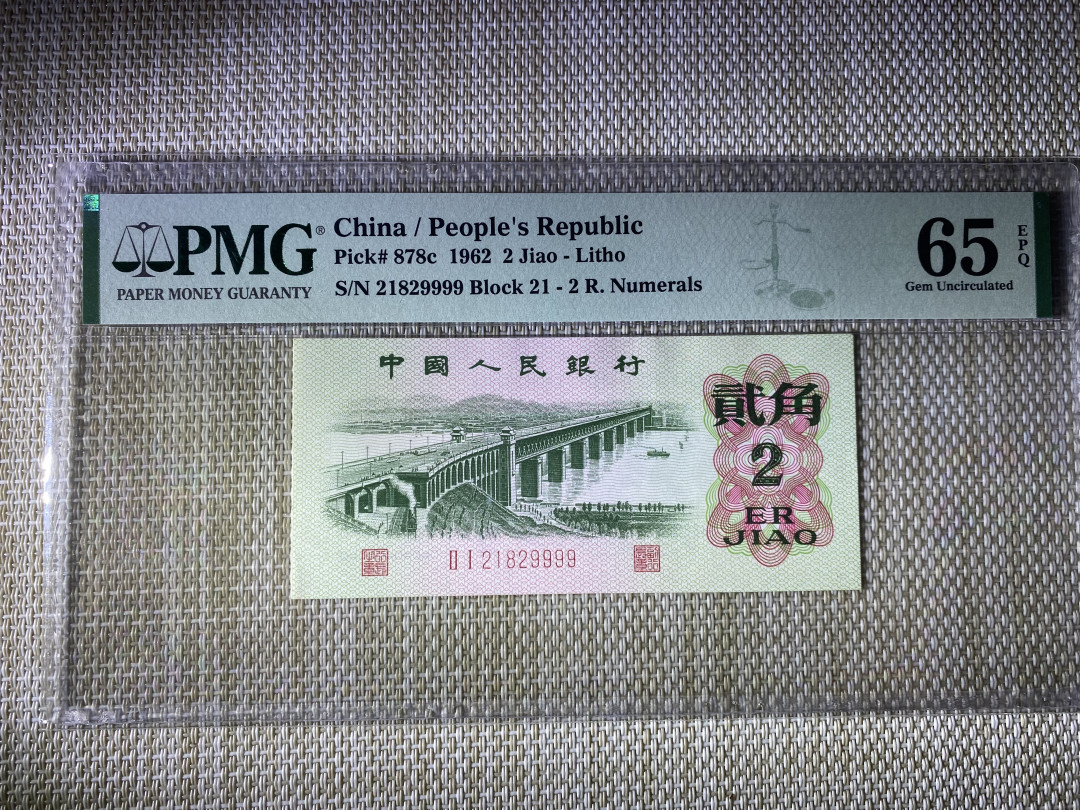 PMG®
PAPER MONEY GUARANTY
China / People's Republic
Pick# 878c 1962 2 Jiao - Litho
S/N 21829999 Block 21 - 2 R. Numerals
65 EPQ
Gem Uncirculated
中國人民銀行
貳角
2
ER
JIAO
II I 21829999